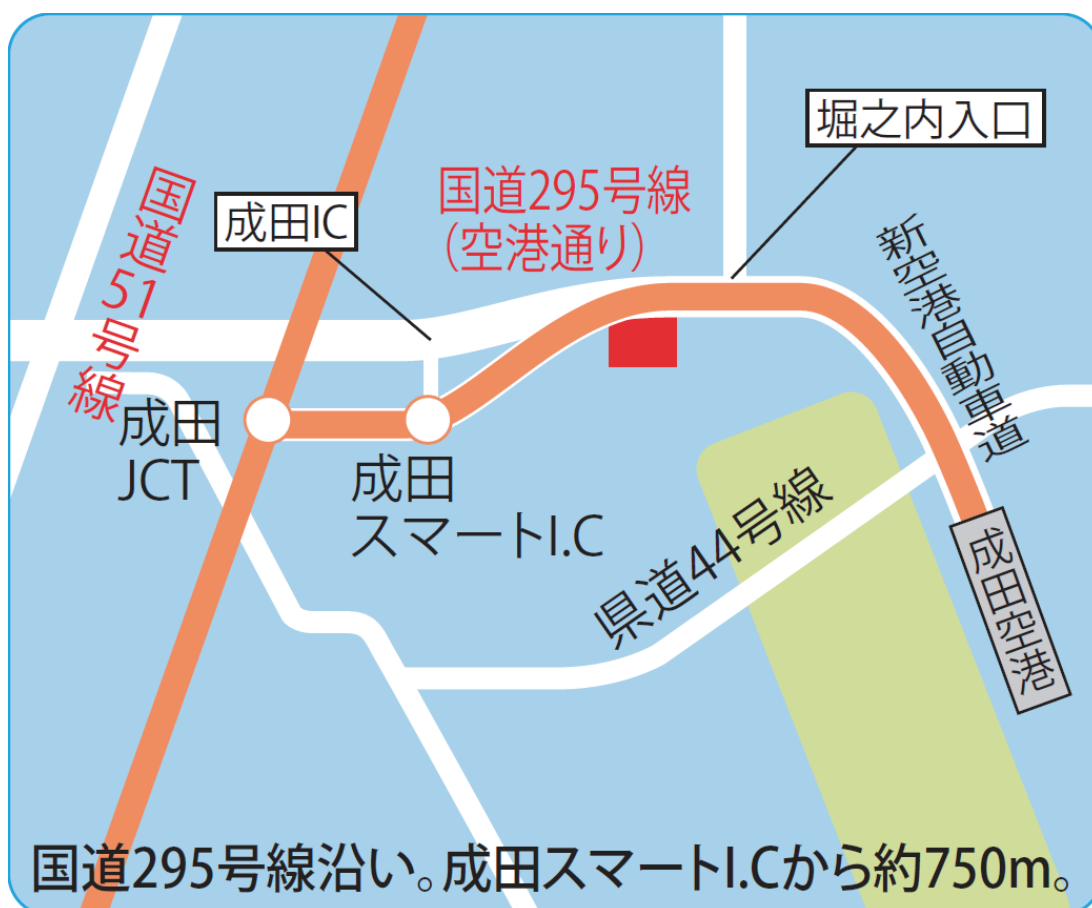 堀之内入口
国道295号線
(空港通り)
成田IC
国道51号線
新空港自動車道
成田
JCT
成田
スマートI.C
県道44号線
成田空港
国道295号線沿い。成田スマートI.Cから約750m。